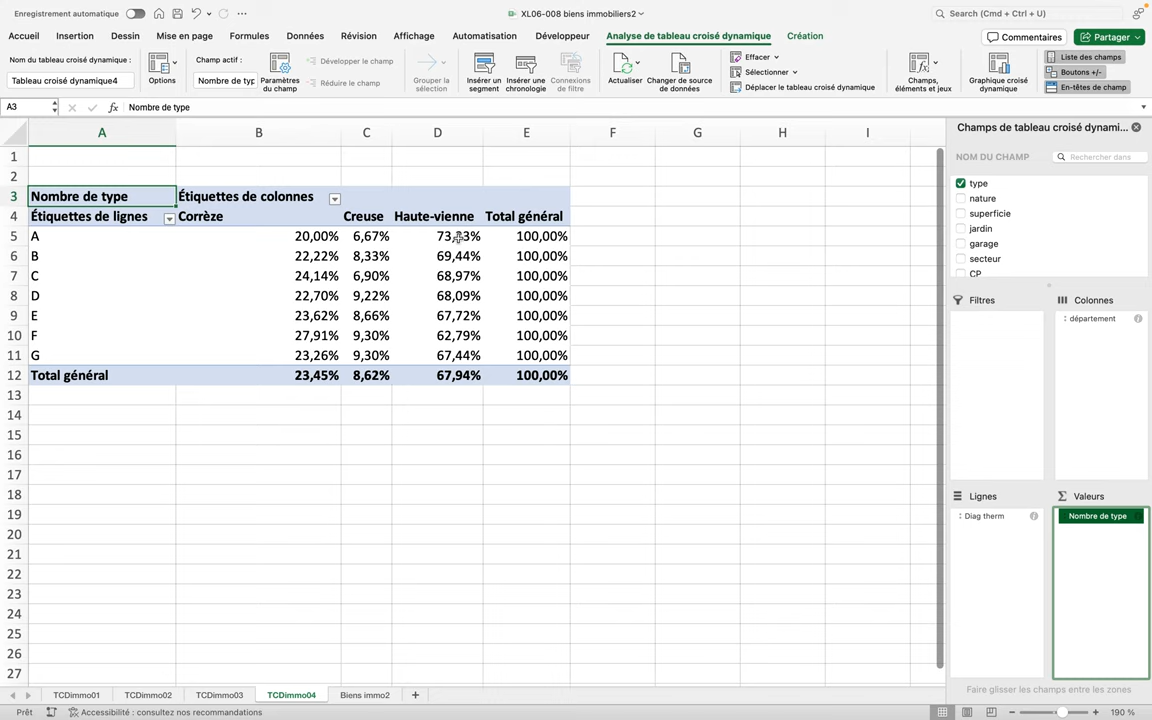 Enregistrement automatique
XL06-008 biens immobiliers2
Search (Cmd + Ctrl + U)
Accueil Insertion Dessin Mise en page Formules Données Révision Affichage Automatisation Développeur Analyse de tableau croisé dynamique Création
Commentaires
Partager
Nom du tableau croisé dynamique :
Tableau croisé dynamique4
Options
Champ actif :
Nombre de typ
Paramètres
du champ
Développer le champ
Réduire le champ
Grouper la
sélection
Insérer un
segment
Insérer une
chronologie
Connexions
de filtre
Actualiser
Changer de source
de données
Effacer
Sélectionner
Déplacer le tableau croisé dynamique
Champs,
éléments et jeux
Graphique croisé
dynamique
Liste des champs
Boutons +/-
En-têtes de champ
A3
fx
Nombre de type
A B C D E F G H I
1
2
3 Nombre de type Étiquettes de colonnes
4 Étiquettes de lignes Corrèze Creuse Haute-vienne Total général
5 A 20,00% 6,67% 100,00%
6 B 22,22% 8,33% 69,44% 100,00%
7 C 24,14% 6,90% 68,97% 100,00%
8 D 22,70% 9,22% 68,09% 100,00%
9 E 23,62% 8,66% 67,72% 100,00%
10 F 27,91% 9,30% 62,79% 100,00%
11 G 23,26% 9,30% 67,44% 100,00%
12 Total général 23,45% 8,62% 67,94% 100,00%
13
14
15
16
17
18
19
20
21
22
23
24
25
26
27
Champs de tableau croisé dynami...
NOM DU CHAMP
Rechercher dans
type
nature
superficie
jardin
garage
secteur
CP
Filtres
Colonnes
département
Lignes
Valeurs
Diag therm
Nombre de type
Faire glisser les champs entre les zones
TCDimmo01 TCDimmo02 TCDimmo03 TCDimmo04 Biens immo2 +
Prêt
Accessibilité : consultez nos recommandations
190 %